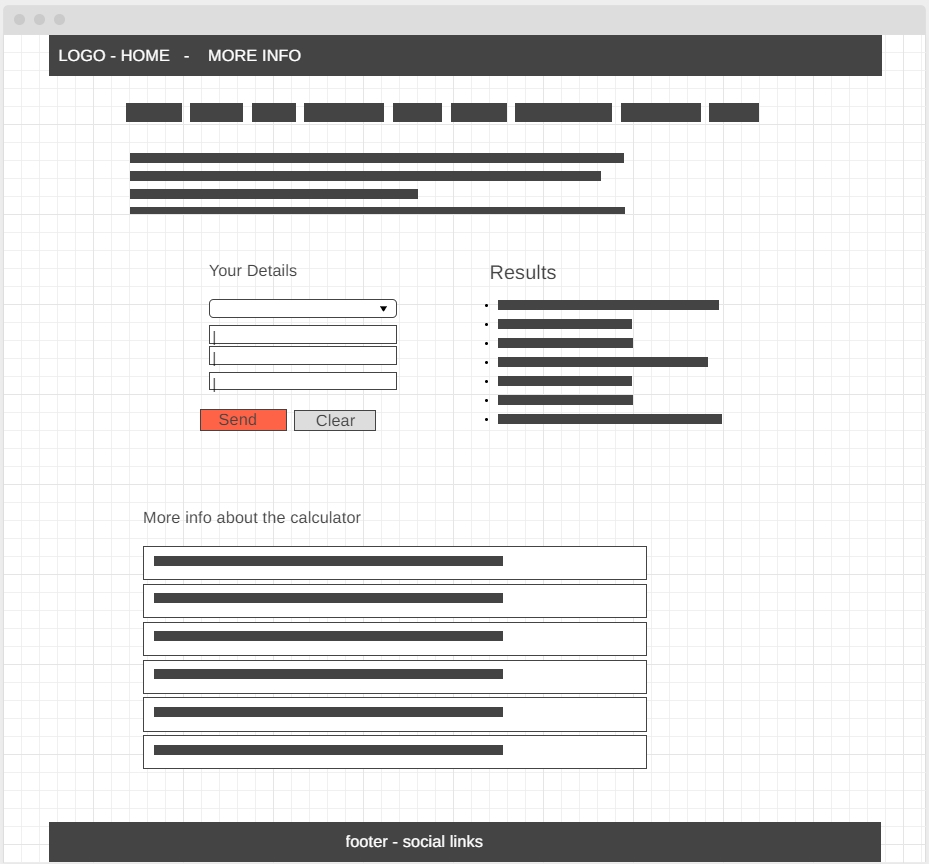 LOGO - HOME - MORE INFO
Your Details
Results
Send
Clear
More info about the calculator
footer - social links